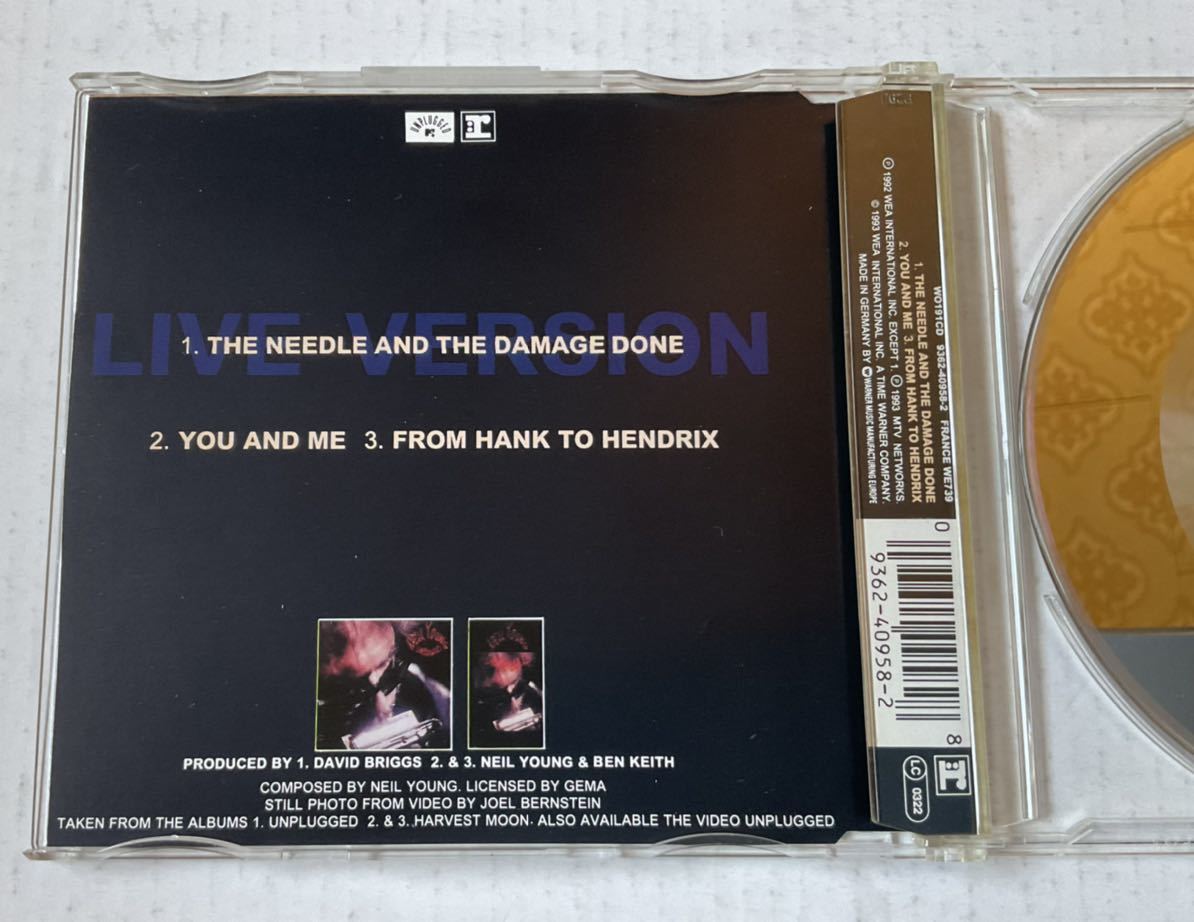 UNPLUGGED
LIVE VERSION
1. THE NEEDLE AND THE DAMAGE DONE
2. YOU AND ME 3. FROM HANK TO HENDRIX
PRODUCED BY 1. DAVID BRIGGS 2. & 3. NEIL YOUNG & BEN KEITH
COMPOSED BY NEIL YOUNG. LICENSED BY GEMA
STILL PHOTO FROM VIDEO BY JOEL BERNSTEIN
TAKEN FROM THE ALBUMS 1. UNPLUGGED 2. & 3. HARVEST MOON. ALSO AVAILABLE THE VIDEO UNPLUGGED
WO191CD 9362-40958-2 FRANCE WE739
1. THE NEEDLE AND THE DAMAGE DONE
2. YOU AND ME 3. FROM HANK TO HENDRIX
℗ 1992 WEA INTERNATIONAL INC. EXCEPT 1. ℗ 1993 MTV NETWORKS.
© 1993 WEA INTERNATIONAL INC. A TIME WARNER COMPANY.
MADE IN GERMANY BY WARNER MUSIC MANUFACTURING EUROPE
0 9362-40958-2 8
r
LC 0322